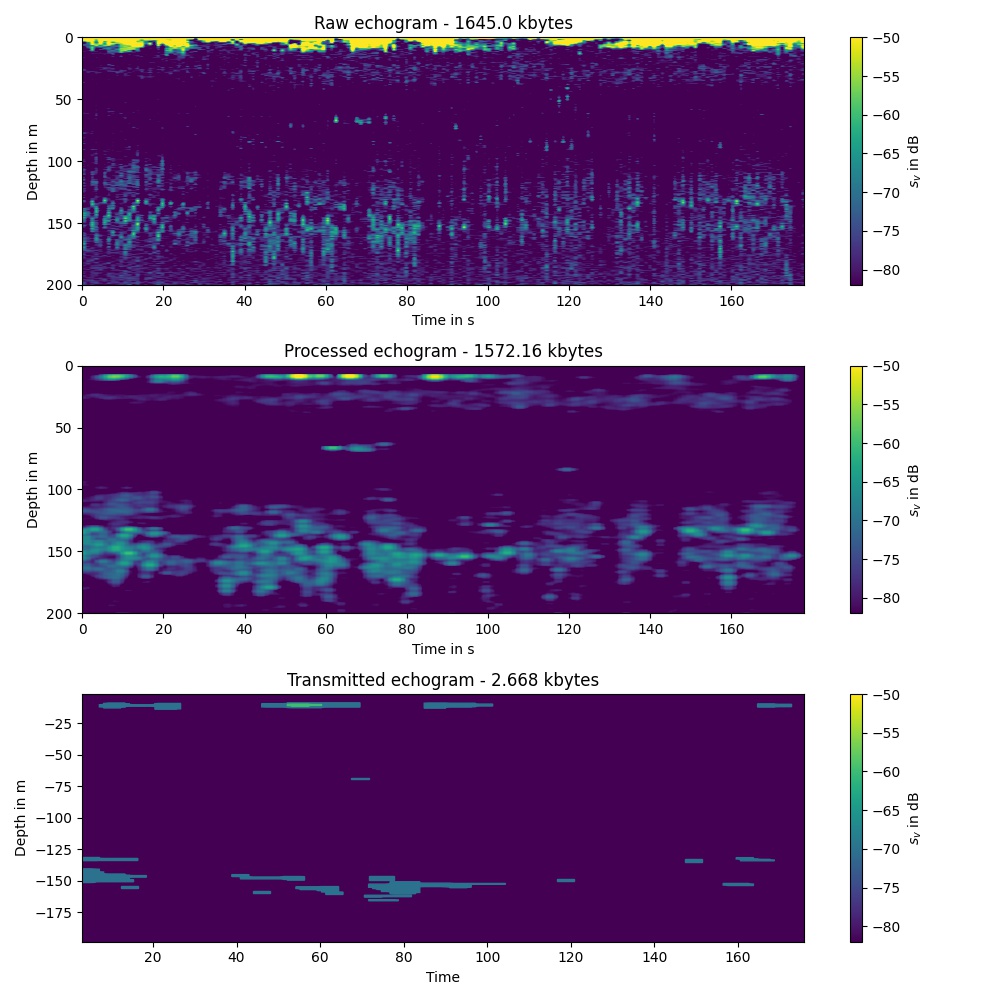 Raw echogram - 1645.0 kbytes
0
50
100
150
200
Depth in m
0 20 40 60 80 100 120 140 160
Time in s
−50
−55
−60
−65
−70
−75
−80
sv in dB
Processed echogram - 1572.16 kbytes
0
50
100
150
200
Depth in m
0 20 40 60 80 100 120 140 160
Time in s
−50
−55
−60
−65
−70
−75
−80
sv in dB
Transmitted echogram - 2.668 kbytes
−25
−50
−75
−100
−125
−150
−175
Depth in m
20 40 60 80 100 120 140 160
Time
−50
−55
−60
−65
−70
−75
−80
sv in dB